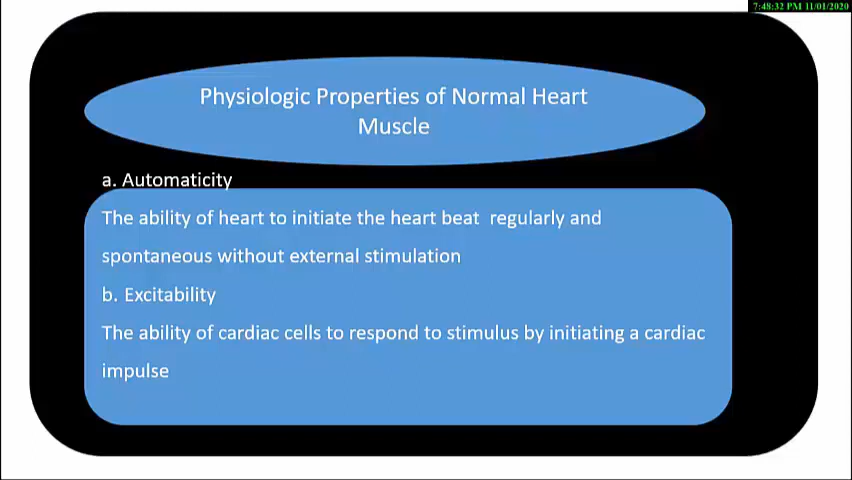 7:48:32 PM 11/01/2020
Physiologic Properties of Normal Heart
Muscle
a. Automaticity
The ability of heart to initiate the heart beat  regularly and
spontaneous without external stimulation
b.  Excitability
The ability of cardiac cells to respond to stimulus by initiating a cardiac
impulse